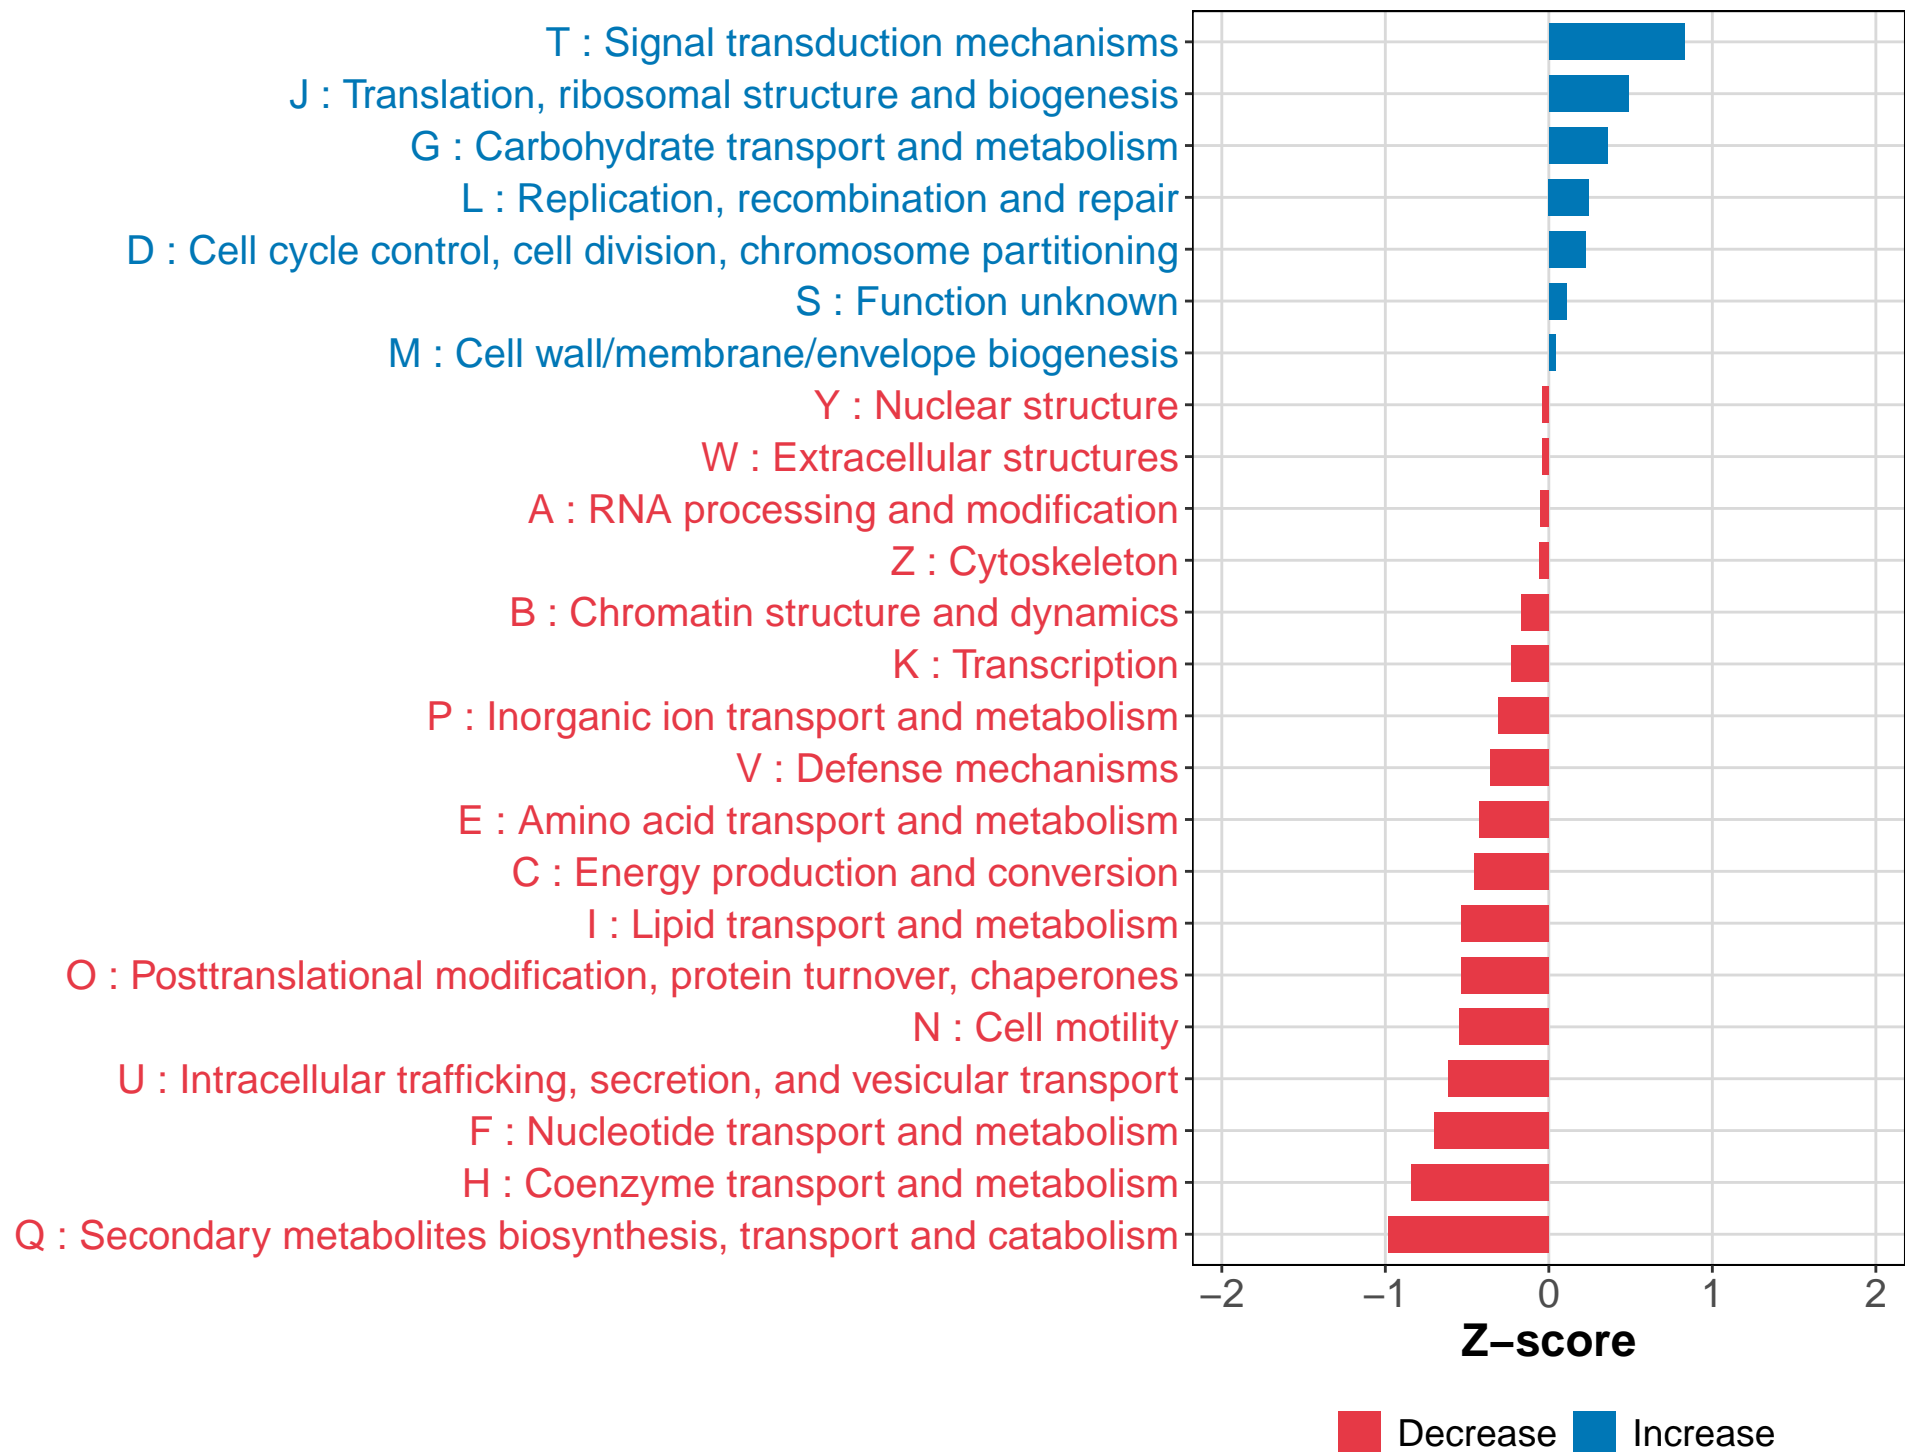 T : Signal transduction mechanisms
J : Translation, ribosomal structure and biogenesis
G : Carbohydrate transport and metabolism
L : Replication, recombination and repair
D : Cell cycle control, cell division, chromosome partitioning
S : Function unknown
M : Cell wall/membrane/envelope biogenesis
Y : Nuclear structure
W : Extracellular structures
A : RNA processing and modification
Z : Cytoskeleton
B : Chromatin structure and dynamics
K : Transcription
P : Inorganic ion transport and metabolism
V : Defense mechanisms
E : Amino acid transport and metabolism
C : Energy production and conversion
I : Lipid transport and metabolism
O : Posttranslational modification, protein turnover, chaperones
N : Cell motility
U : Intracellular trafficking, secretion, and vesicular transport
F : Nucleotide transport and metabolism
H : Coenzyme transport and metabolism
Q : Secondary metabolites biosynthesis, transport and catabolism
−2 −1 0 1 2
Z−score
Decrease Increase